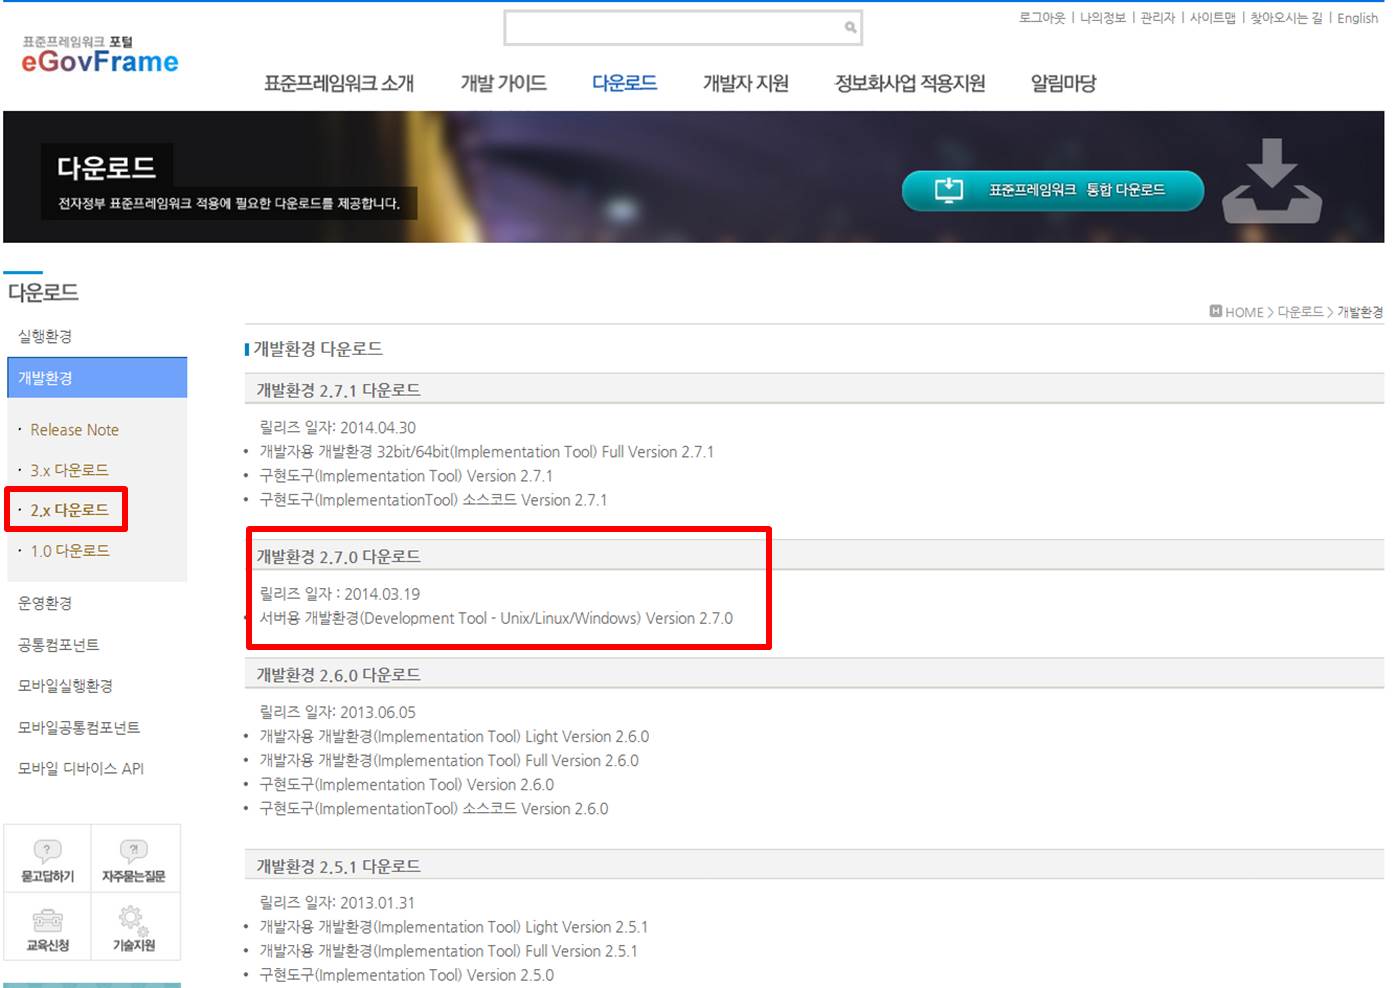 로그아웃 | 나의정보 | 관리자 | 사이트맵 | 찾아오시는 길 | English
표준프레임워크 포털
eGovFrame
표준프레임워크 소개 개발 가이드 다운로드 개발자 지원 정보화사업 적용지원 알림마당
다운로드
전자정부 표준프레임워크 적용에 필요한 다운로드를 제공합니다.
표준프레임워크 통합 다운로드
다운로드
실행환경
개발환경
· Release Note
· 3.x 다운로드
· 2.x 다운로드
· 1.0 다운로드
운영환경
공통컴포넌트
모바일실행환경
모바일공통컴포넌트
모바일 디바이스 API
묻고답하기
자주묻는질문
교육신청
기술지원
H HOME > 다운로드 > 개발환경
개발환경 다운로드
개발환경 2.7.1 다운로드
릴리즈 일자: 2014.04.30
• 개발자용 개발환경 32bit/64bit(Implementation Tool) Full Version 2.7.1
• 구현도구(Implementation Tool) Version 2.7.1
• 구현도구(ImplementationTool) 소스코드 Version 2.7.1
개발환경 2.7.0 다운로드
릴리즈 일자 : 2014.03.19
• 서버용 개발환경(Development Tool - Unix/Linux/Windows) Version 2.7.0
개발환경 2.6.0 다운로드
릴리즈 일자: 2013.06.05
• 개발자용 개발환경(Implementation Tool) Light Version 2.6.0
• 개발자용 개발환경(Implementation Tool) Full Version 2.6.0
• 구현도구(Implementation Tool) Version 2.6.0
• 구현도구(ImplementationTool) 소스코드 Version 2.6.0
개발환경 2.5.1 다운로드
릴리즈 일자: 2013.01.31
• 개발자용 개발환경(Implementation Tool) Light Version 2.5.1
• 개발자용 개발환경(Implementation Tool) Full Version 2.5.1
• 구현도구(Implementation Tool) Version 2.5.0